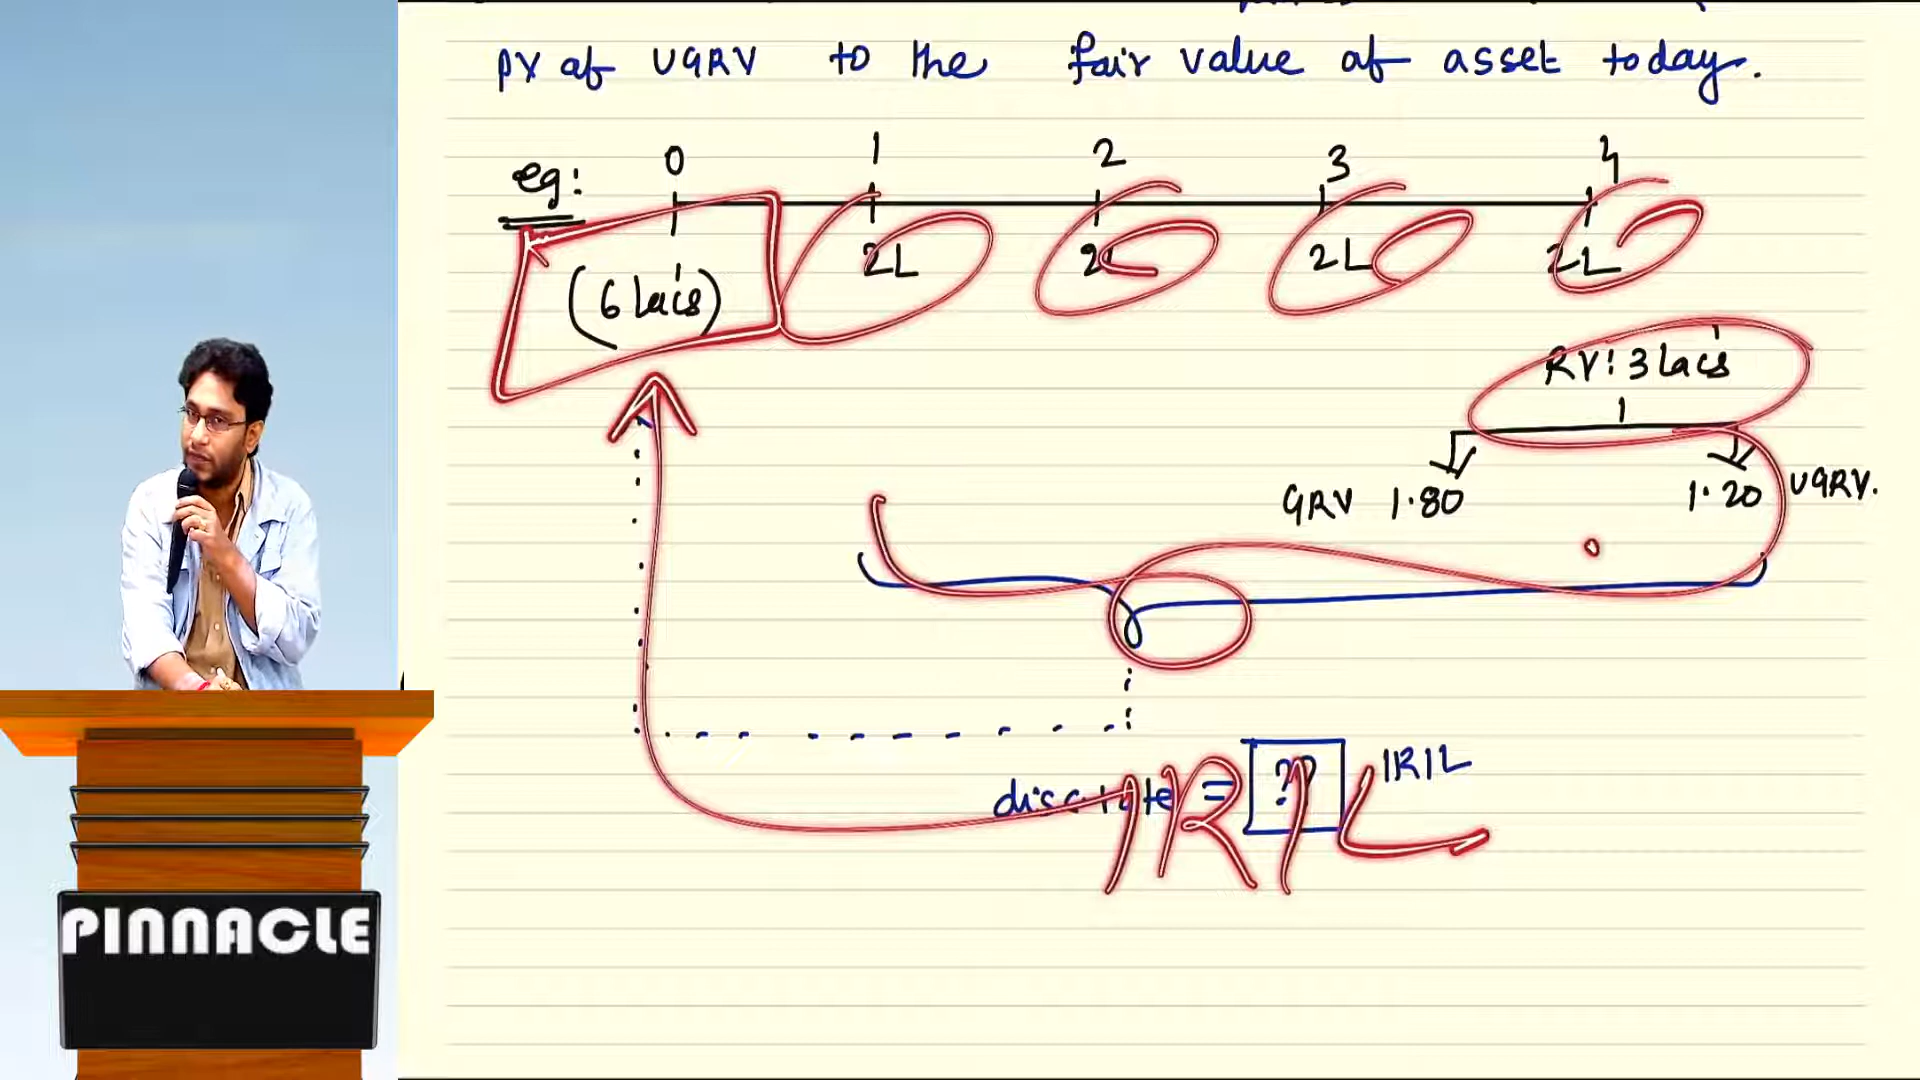 PV of UGRV to the fair value of asset today.
eg:
0 1 2 3 4
(6 lacs) 2L 2L 2L 2L
RV: 3 lacs
GRV 1.80 1.20 UGRV.
disc rate = ?? IRIL
IRIL
PINNACLE